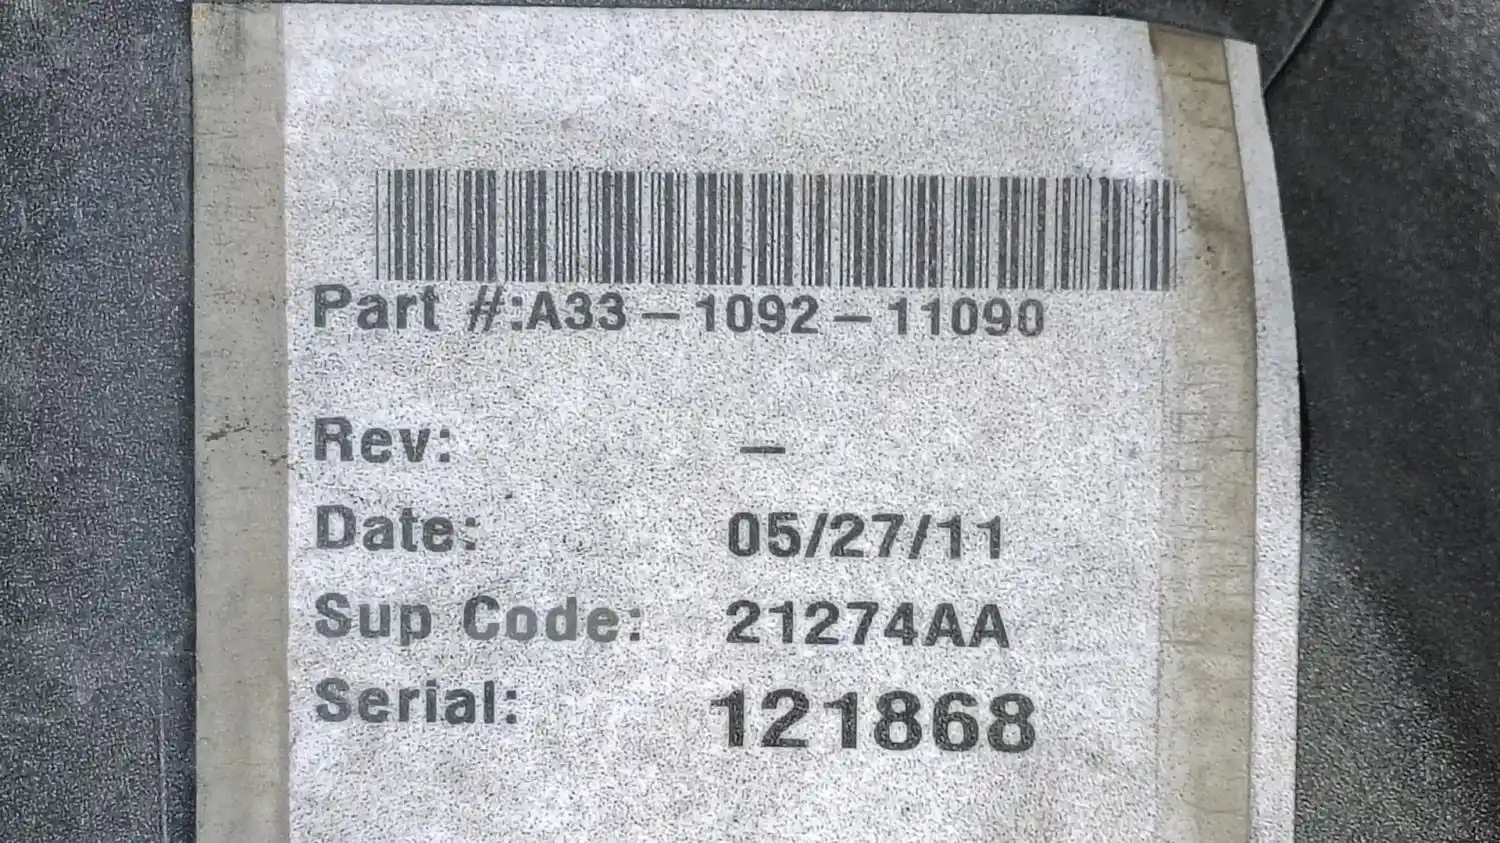 Part #:A33-1092-11090
Rev: -
Date: 05/27/11
Sup Code: 21274AA
Serial: 121868